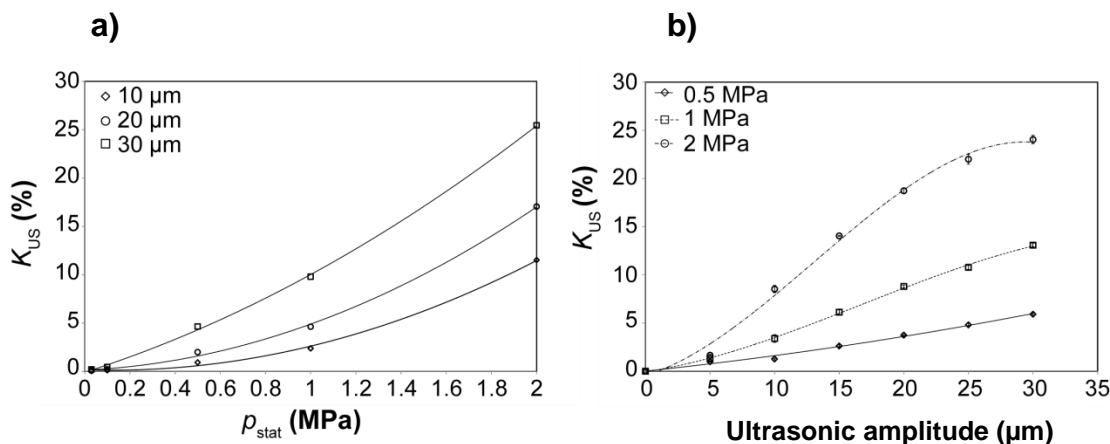 a)
30
25
20
15
10
5
0
K_US (%)
10 µm
20 µm
30 µm
0 0.2 0.4 0.6 0.8 1 1.2 1.4 1.6 1.8 2
p_stat (MPa)
b)
30
25
20
15
10
5
0
K_US (%)
0.5 MPa
1 MPa
2 MPa
0 5 10 15 20 25 30 35
Ultrasonic amplitude (µm)